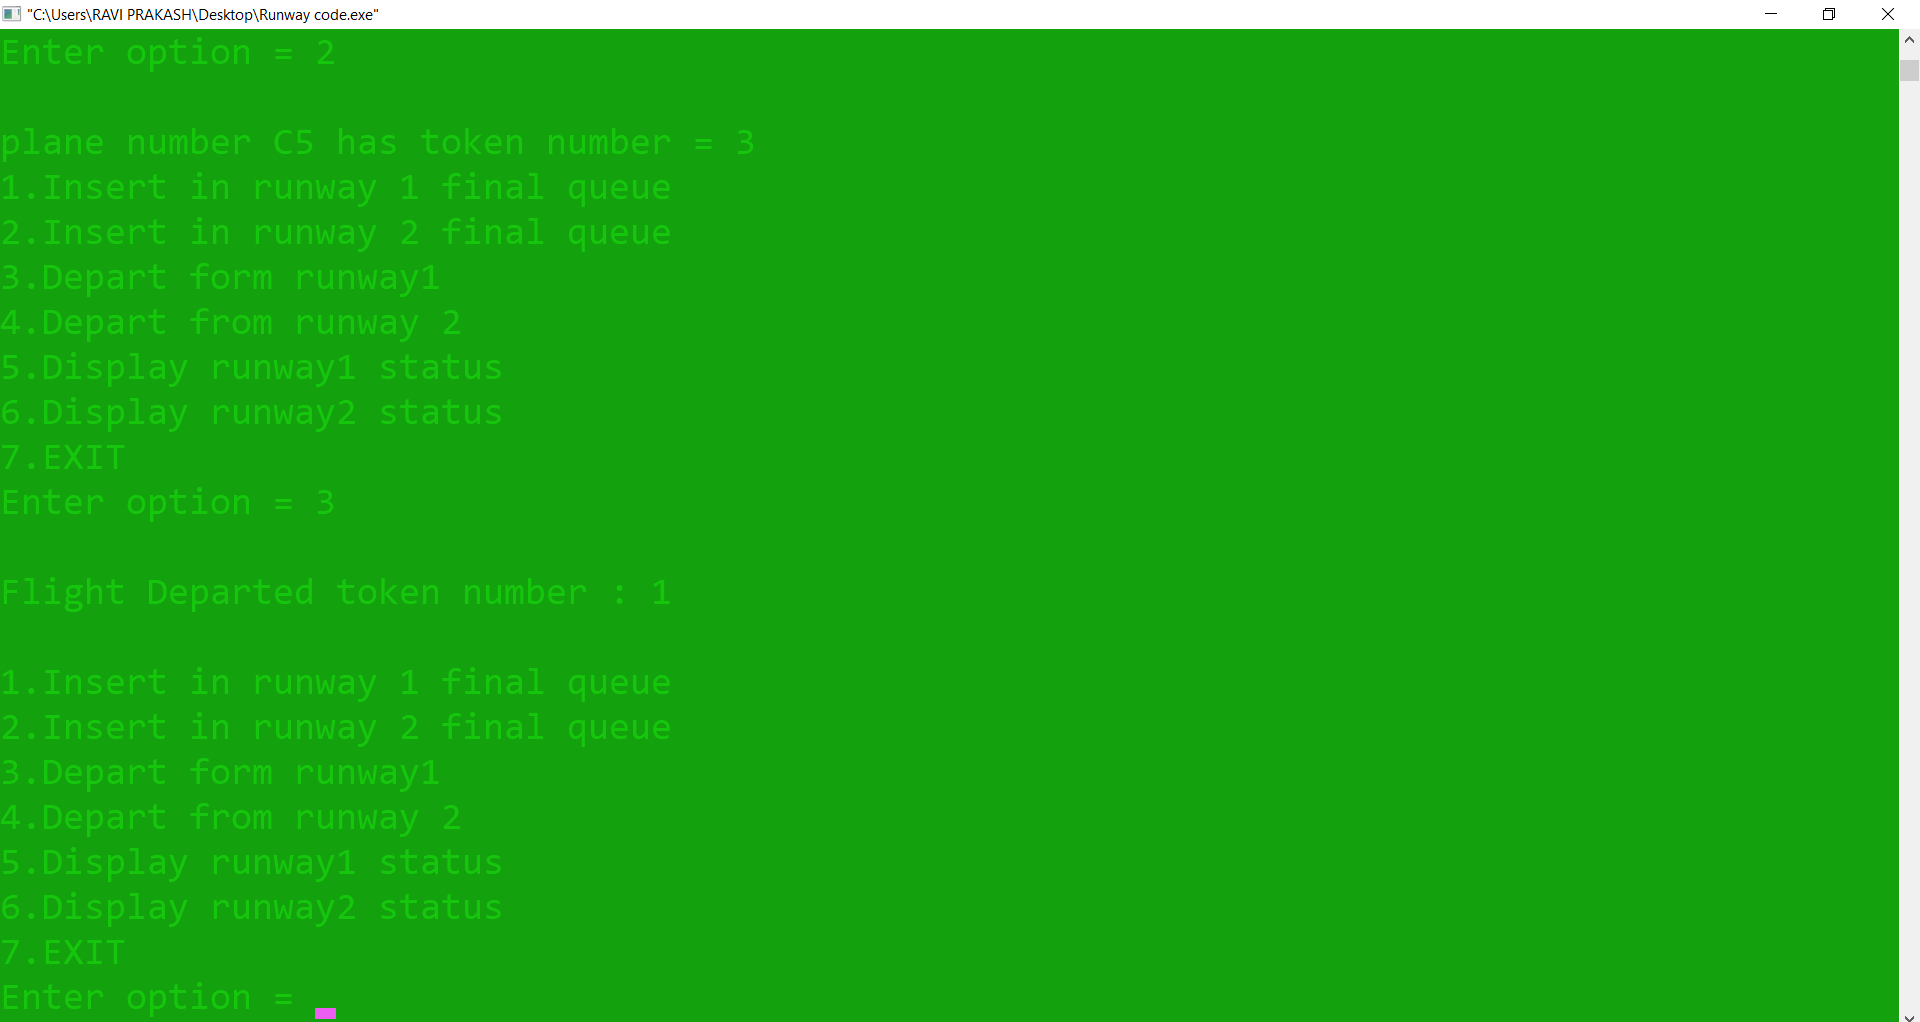 "C:\Users\RAVI PRAKASH\Desktop\Runway code.exe"
Enter option = 2
plane number C5 has token number = 3
1.Insert in runway 1 final queue
2.Insert in runway 2 final queue
3.Depart form runway1
4.Depart from runway 2
5.Display runway1 status
6.Display runway2 status
7.EXIT
Enter option = 3
Flight Departed token number : 1
1.Insert in runway 1 final queue
2.Insert in runway 2 final queue
3.Depart form runway1
4.Depart from runway 2
5.Display runway1 status
6.Display runway2 status
7.EXIT
Enter option =